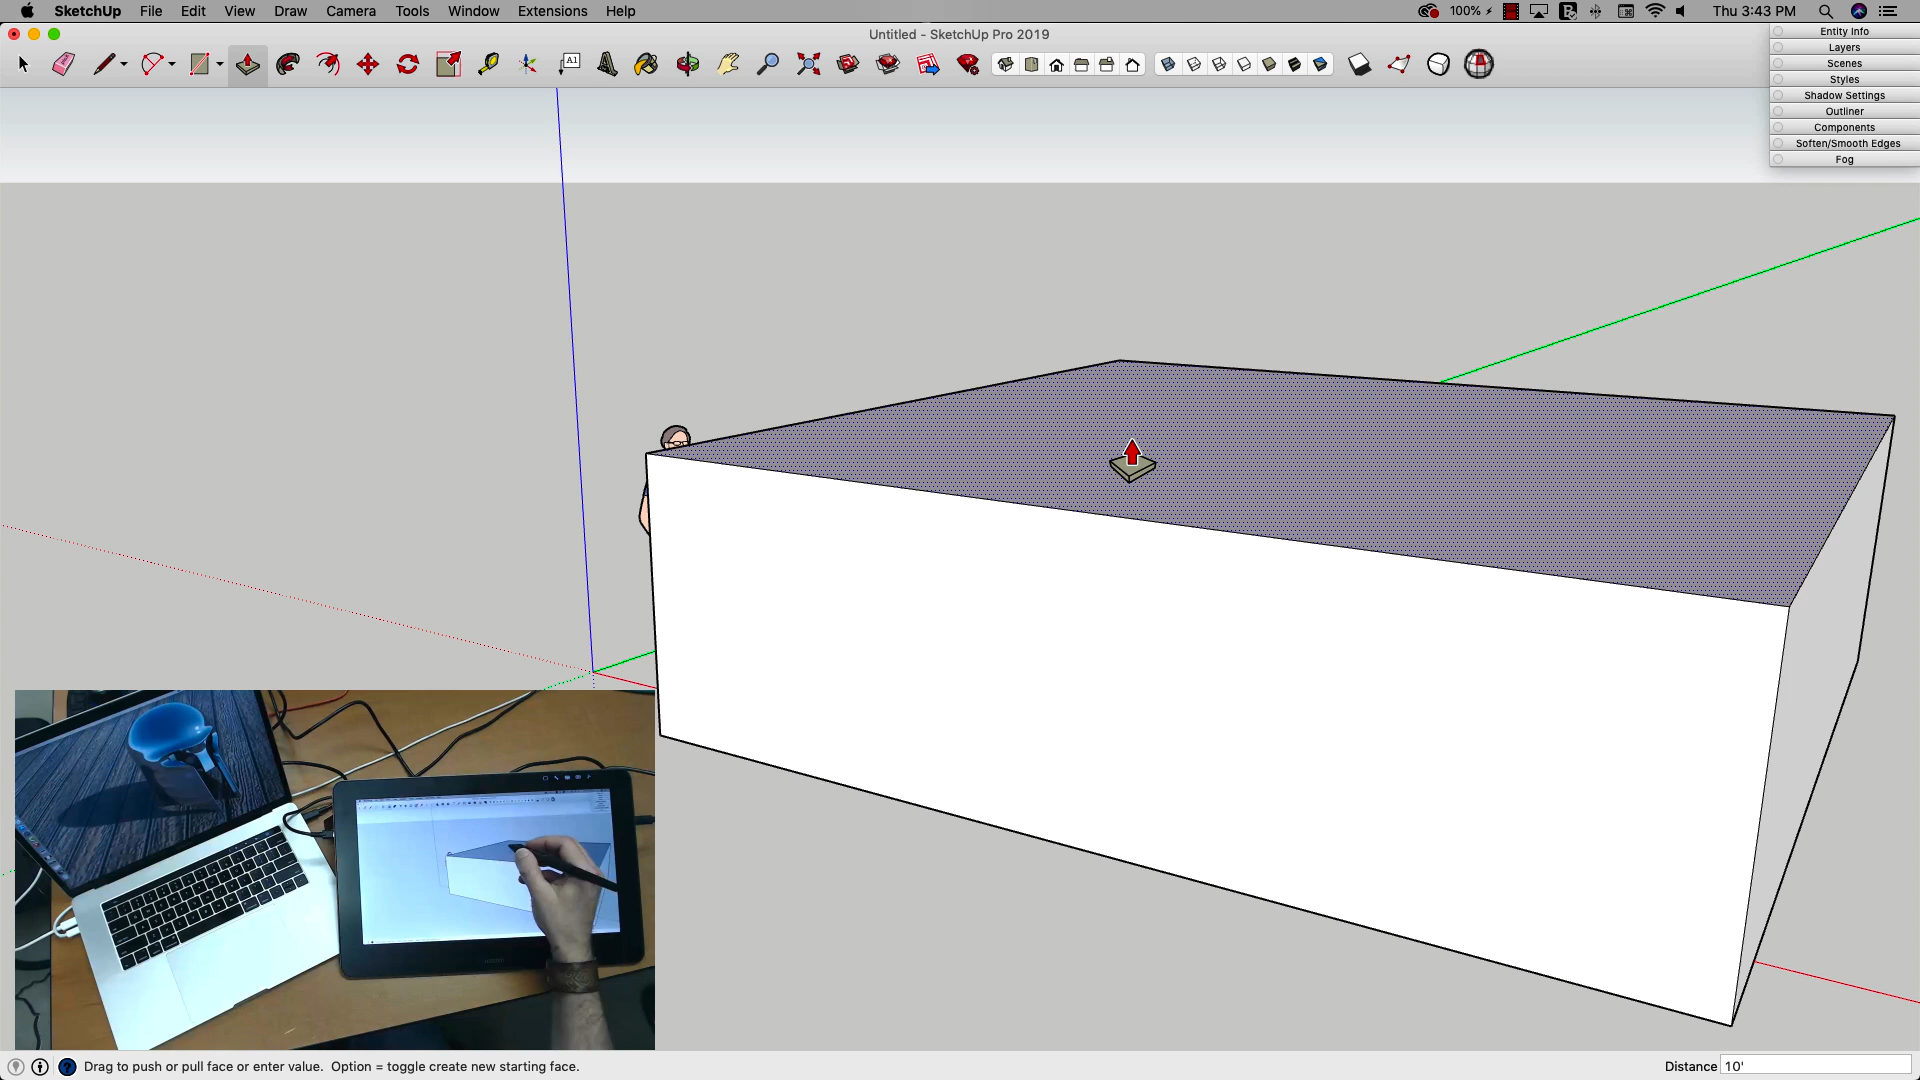 SketchUp File Edit View Draw Camera Tools Window Extensions Help 100% Thu 3:43 PM
Untitled - SketchUp Pro 2019
A1
Entity Info
Layers
Scenes
Styles
Shadow Settings
Outliner
Components
Soften/Smooth Edges
Fog
Drag to push or pull face or enter value. Option = toggle create new starting face. Distance 10'